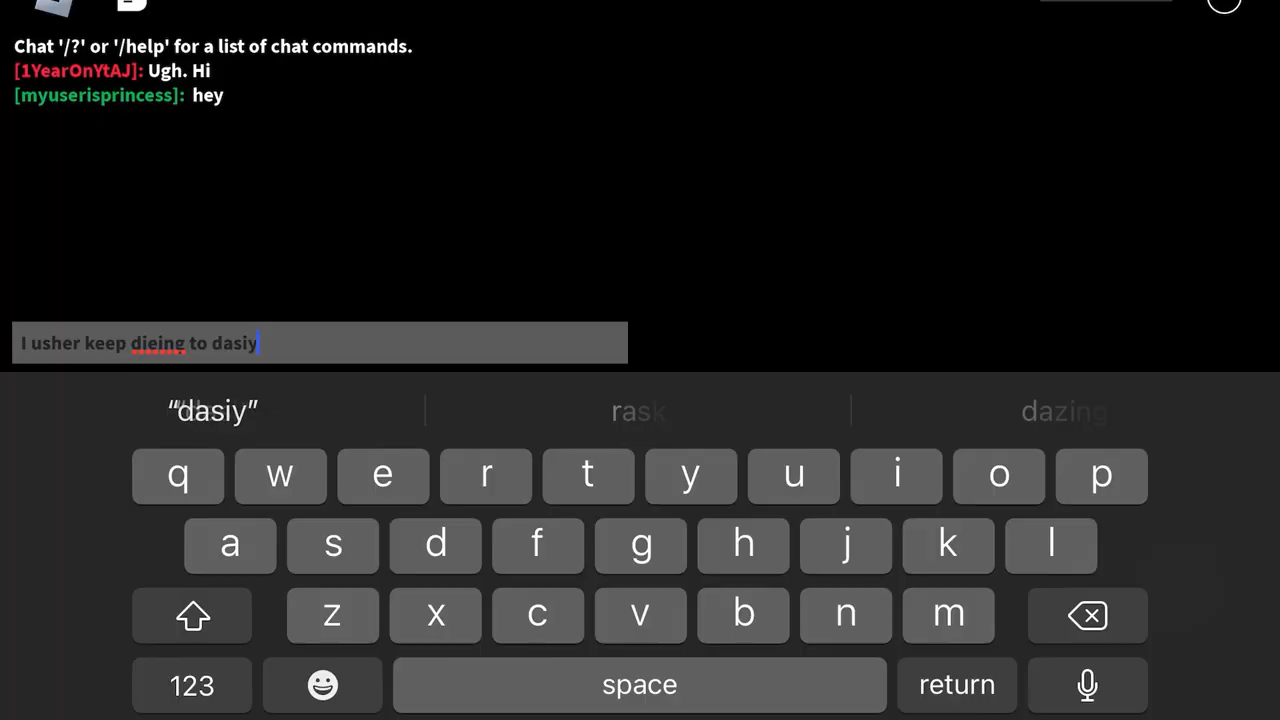 Chat '/?' or '/help' for a list of chat commands.
[1YearOnYtAJ]: Ugh. Hi
[myuserisprincess]: hey
I usher keep dieing to dasiy
“dasiy” rask dazing
q w e r t y u i o p
a s d f g h j k l
z x c v b n m
123 space return